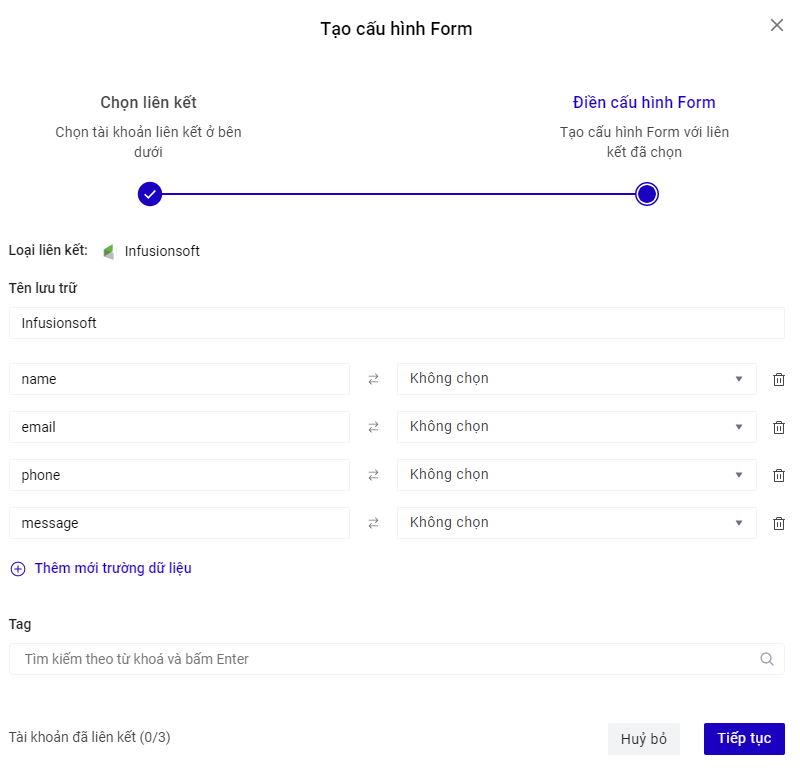 Tạo cấu hình Form
Chọn liên kết
Chọn tài khoản liên kết ở bên
dưới
Điền cấu hình Form
Tạo cấu hình Form với liên
kết đã chọn
Loại liên kết: Infusionsoft
Tên lưu trữ
Infusionsoft
name Không chọn
email Không chọn
phone Không chọn
message Không chọn
Thêm mới trường dữ liệu
Tag
Tìm kiếm theo từ khoá và bấm Enter
Tài khoản đã liên kết (0/3) Huỷ bỏ Tiếp tục